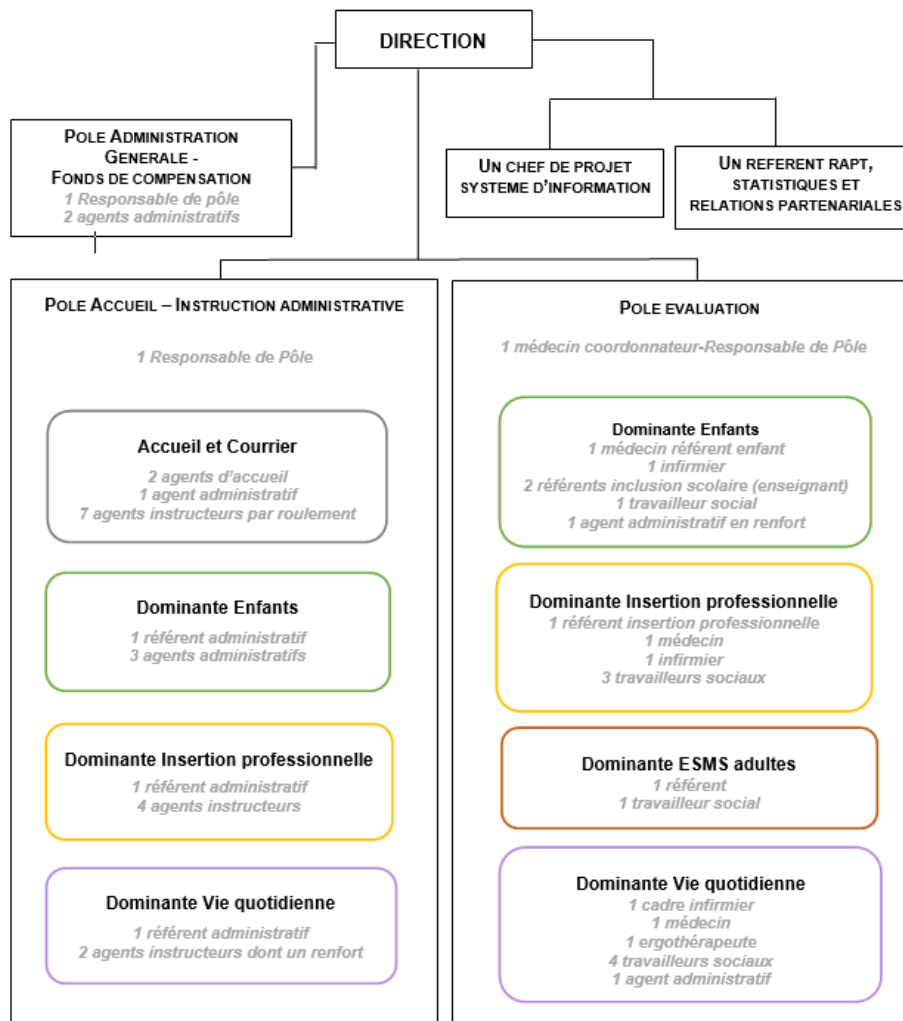 DIRECTION
POLE ADMINISTRATION
GENERALE -
FONDS DE COMPENSATION
1 Responsable de pôle
2 agents administratifs
UN CHEF DE PROJET
SYSTEME D'INFORMATION
UN REFERENT RAPT,
STATISTIQUES ET
RELATIONS PARTENARIALES
POLE ACCUEIL – INSTRUCTION ADMINISTRATIVE
1 Responsable de Pôle
Accueil et Courrier
2 agents d'accueil
1 agent administratif
7 agents instructeurs par roulement
Dominante Enfants
1 référent administratif
3 agents administratifs
Dominante Insertion professionnelle
1 référent administratif
4 agents instructeurs
Dominante Vie quotidienne
1 référent administratif
2 agents instructeurs dont un renfort
POLE EVALUATION
1 médecin coordonnateur-Responsable de Pôle
Dominante Enfants
1 médecin référent enfant
1 infirmier
2 référents inclusion scolaire (enseignant)
1 travailleur social
1 agent administratif en renfort
Dominante Insertion professionnelle
1 référent insertion professionnelle
1 médecin
1 infirmier
3 travailleurs sociaux
Dominante ESMS adultes
1 référent
1 travailleur social
Dominante Vie quotidienne
1 cadre infirmier
1 médecin
1 ergothérapeute
4 travailleurs sociaux
1 agent administratif